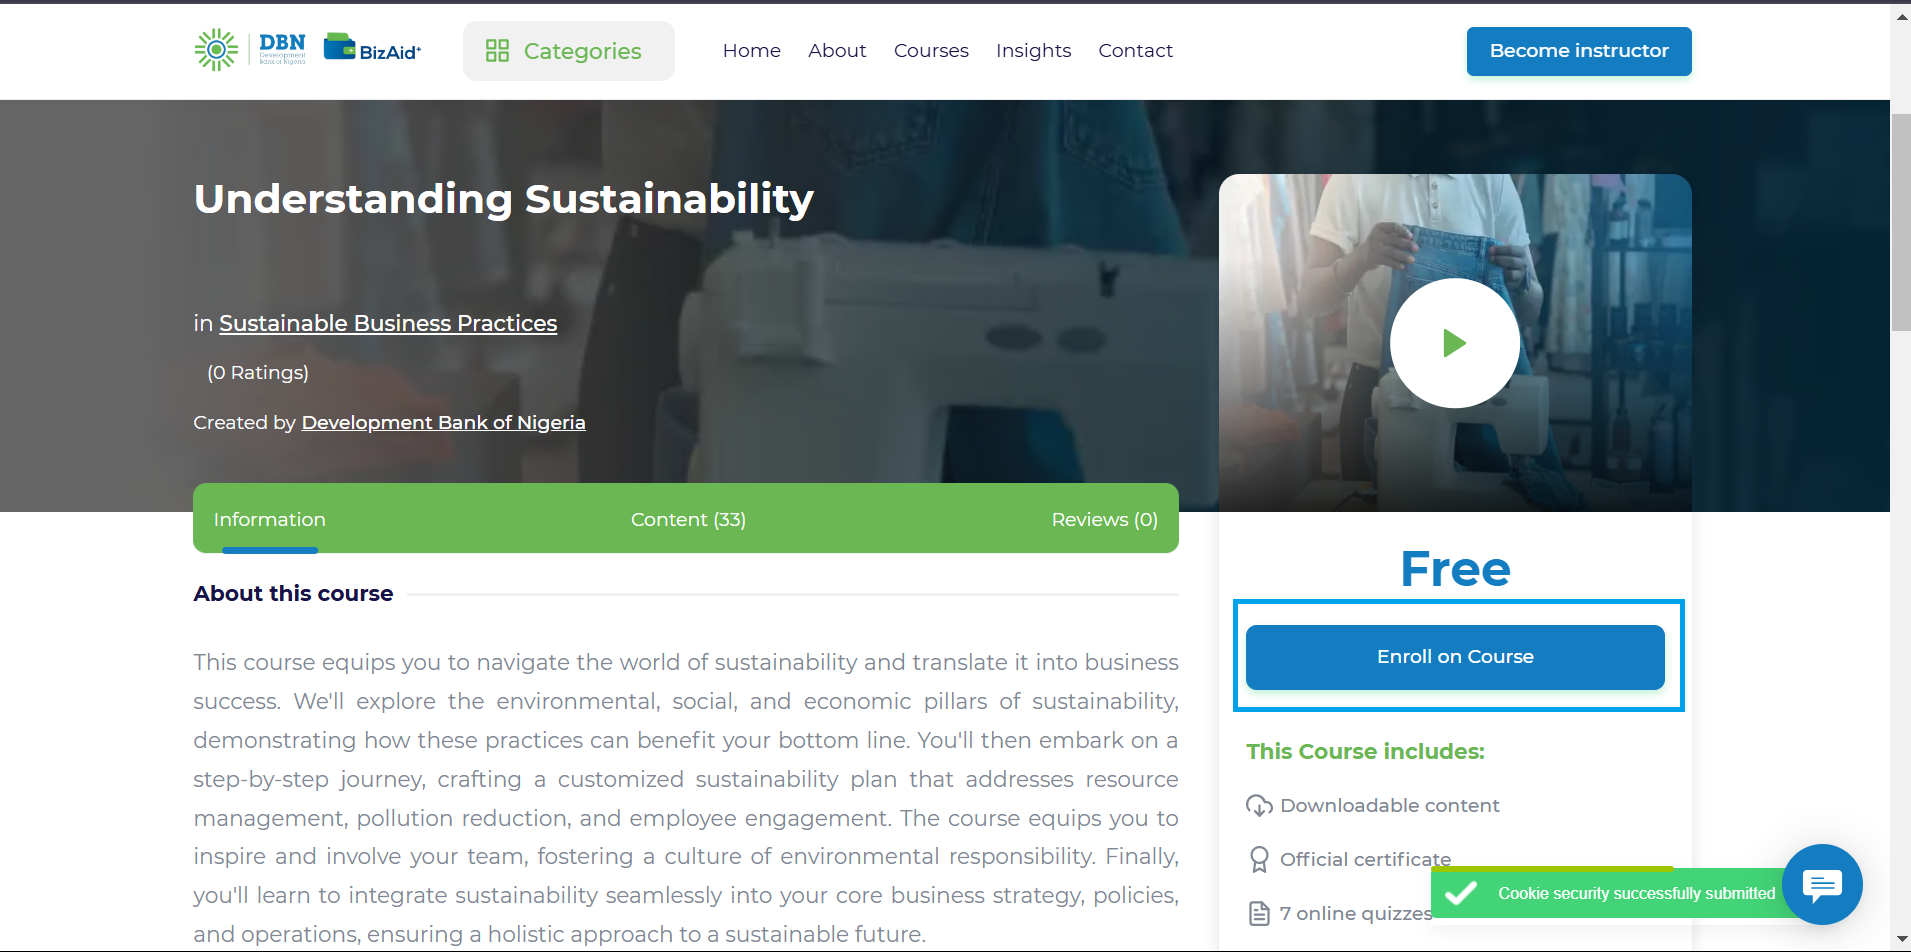 DBN
Development
Bank of Nigeria
BizAid+
Categories
Home
About
Courses
Insights
Contact
Become instructor
Understanding Sustainability
in Sustainable Business Practices
(0 Ratings)
Created by Development Bank of Nigeria
Information
Content (33)
Reviews (0)
About this course
This course equips you to navigate the world of sustainability and translate it into business
success. We'll explore the environmental, social, and economic pillars of sustainability,
demonstrating how these practices can benefit your bottom line. You'll then embark on a
step-by-step journey, crafting a customized sustainability plan that addresses resource
management, pollution reduction, and employee engagement. The course equips you to
inspire and involve your team, fostering a culture of environmental responsibility. Finally,
you'll learn to integrate sustainability seamlessly into your core business strategy, policies,
and operations, ensuring a holistic approach to a sustainable future.
Free
Enroll on Course
This Course includes:
Downloadable content
Official certificate
7 online quizzes
Cookie security successfully submitted